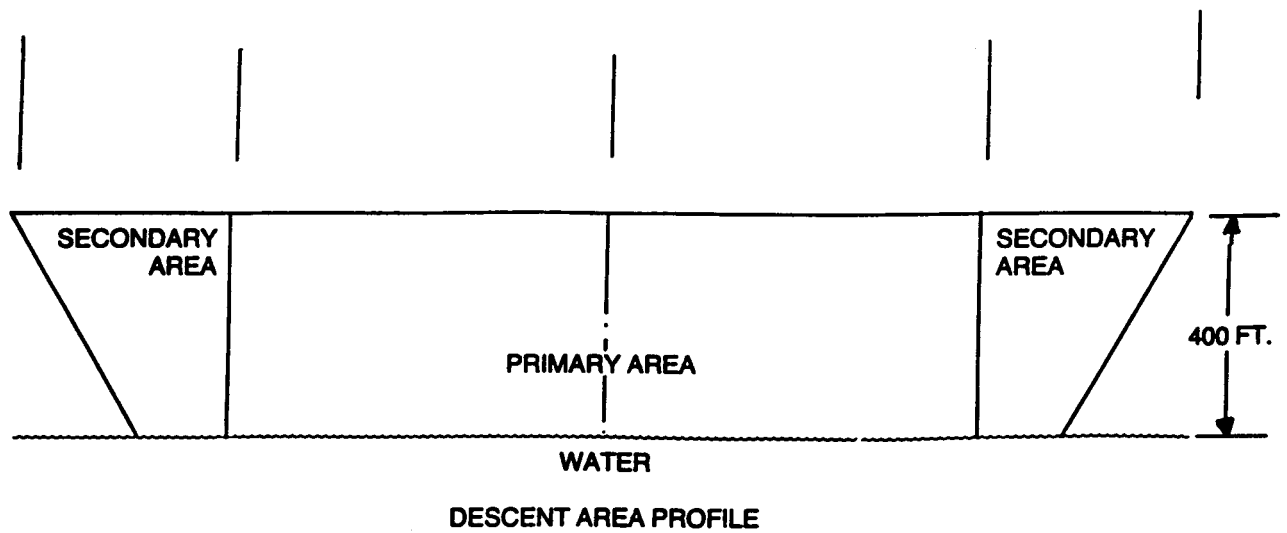 SECONDARY
AREA
SECONDARY
AREA
400 FT.
PRIMARY AREA
WATER
DESCENT AREA PROFILE